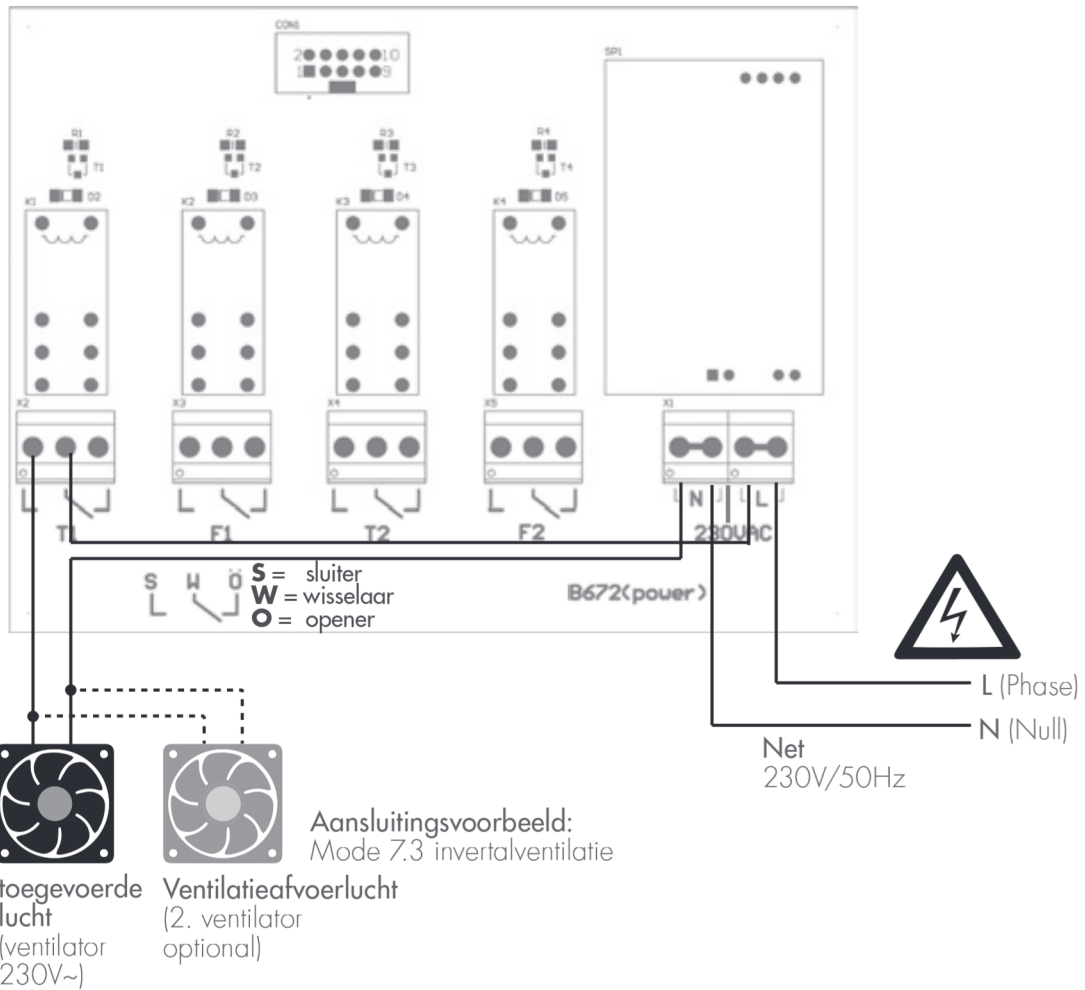 CON1
2 10
1 9
SP1
R1
R2
R3
R4
T1
T2
T3
T4
D2
D3
D4
D5
K1
K2
K3
K4
X2
X3
X4
X5
X1
N L
T1
F1
T2
F2
230VAC
S W Ö
S = sluiter
W = wisselaar
O = opener
B672(power)
L (Phase)
N (Null)
Net
230V/50Hz
Aansluitingsvoorbeeld:
Mode 7.3 invertalventilatie
toegevoerde
lucht
(ventilator
230V~)
Ventilatieafvoerlucht
(2. ventilator
optional)